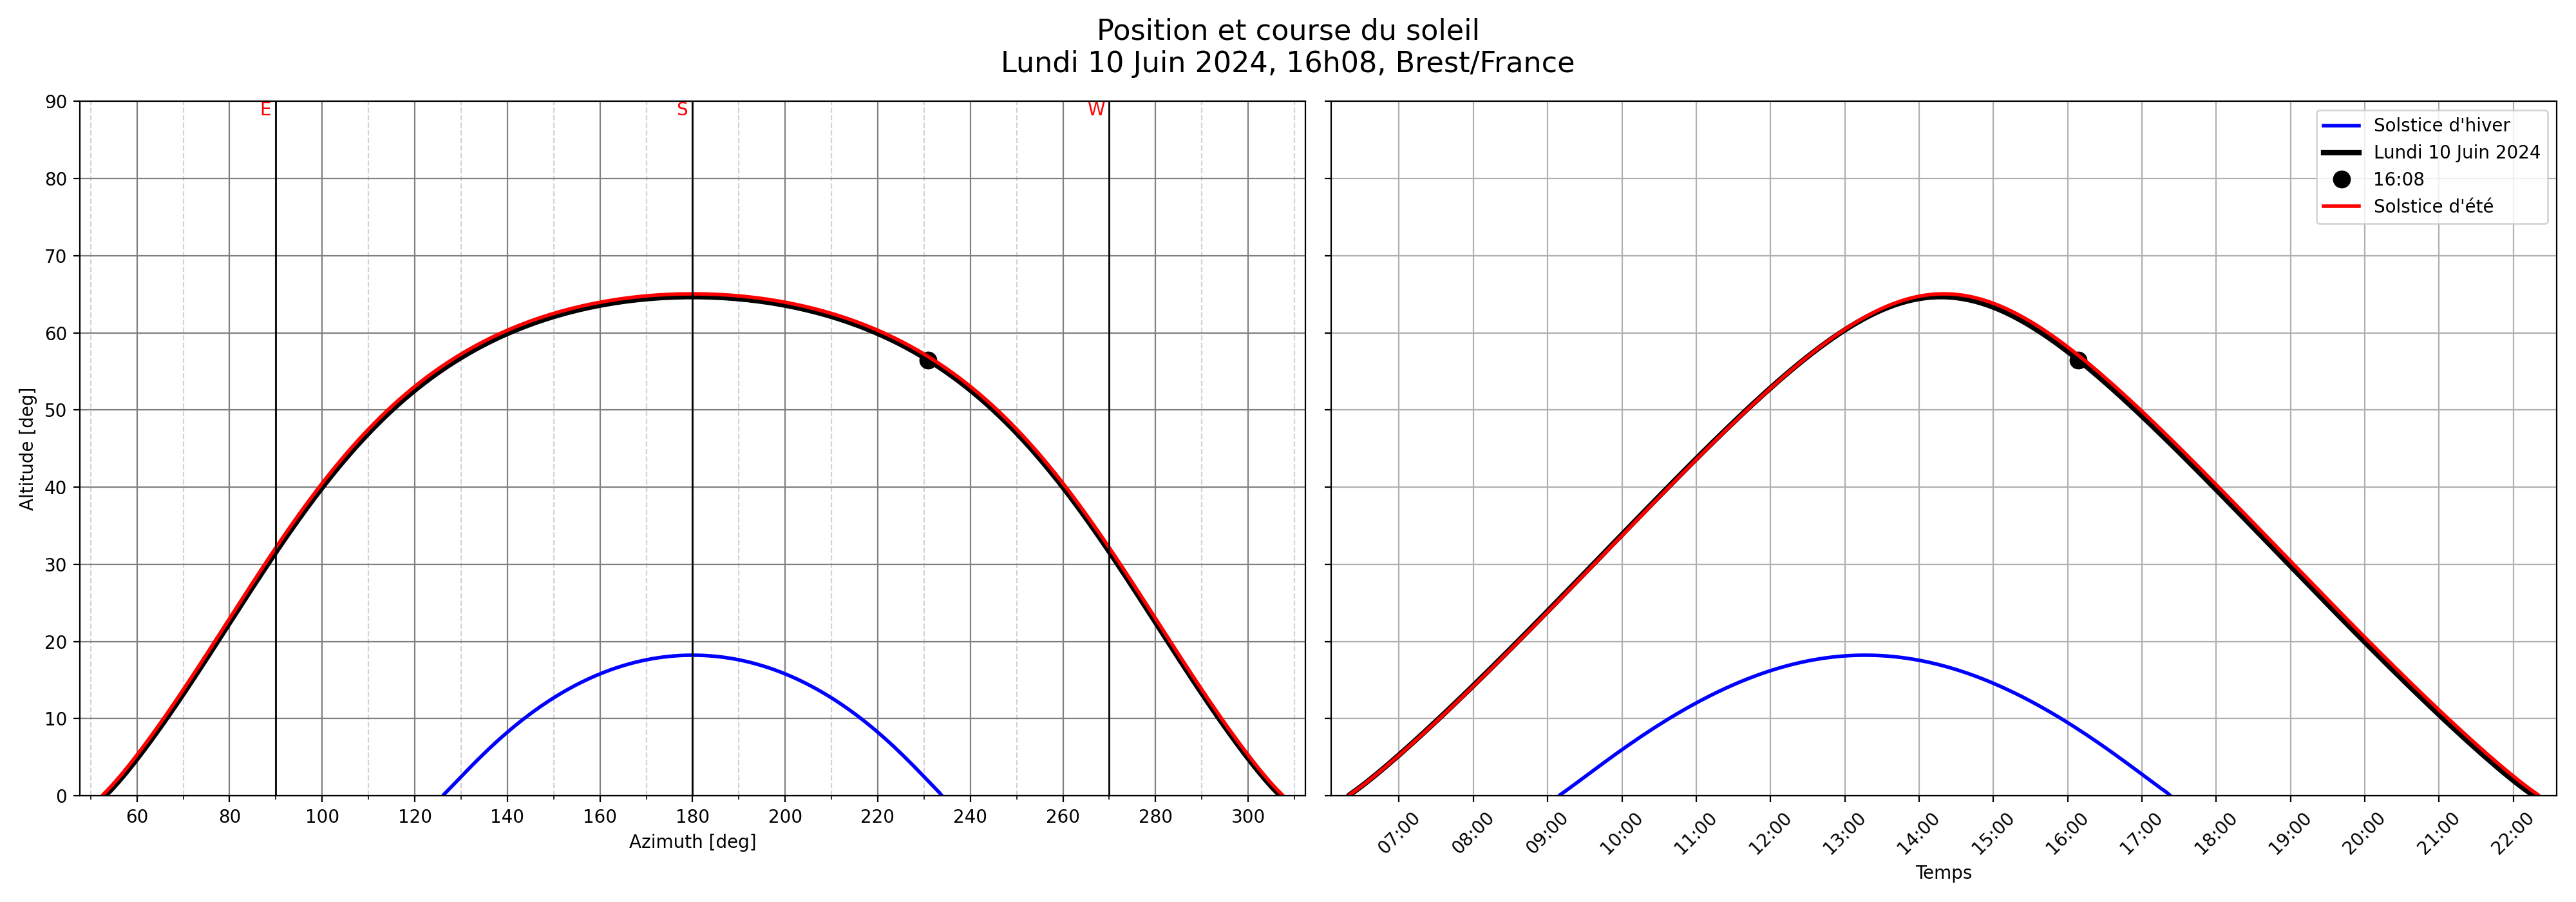 Position et course du soleil
Lundi 10 Juin 2024, 16h08, Brest/France
E
S
W
90
80
70
60
50
40
30
20
10
0
Altitude [deg]
60 80 100 120 140 160 180 200 220 240 260 280 300
Azimuth [deg]
Solstice d'hiver
Lundi 10 Juin 2024
16:08
Solstice d'été
07:00 08:00 09:00 10:00 11:00 12:00 13:00 14:00 15:00 16:00 17:00 18:00 19:00 20:00 21:00 22:00
Temps